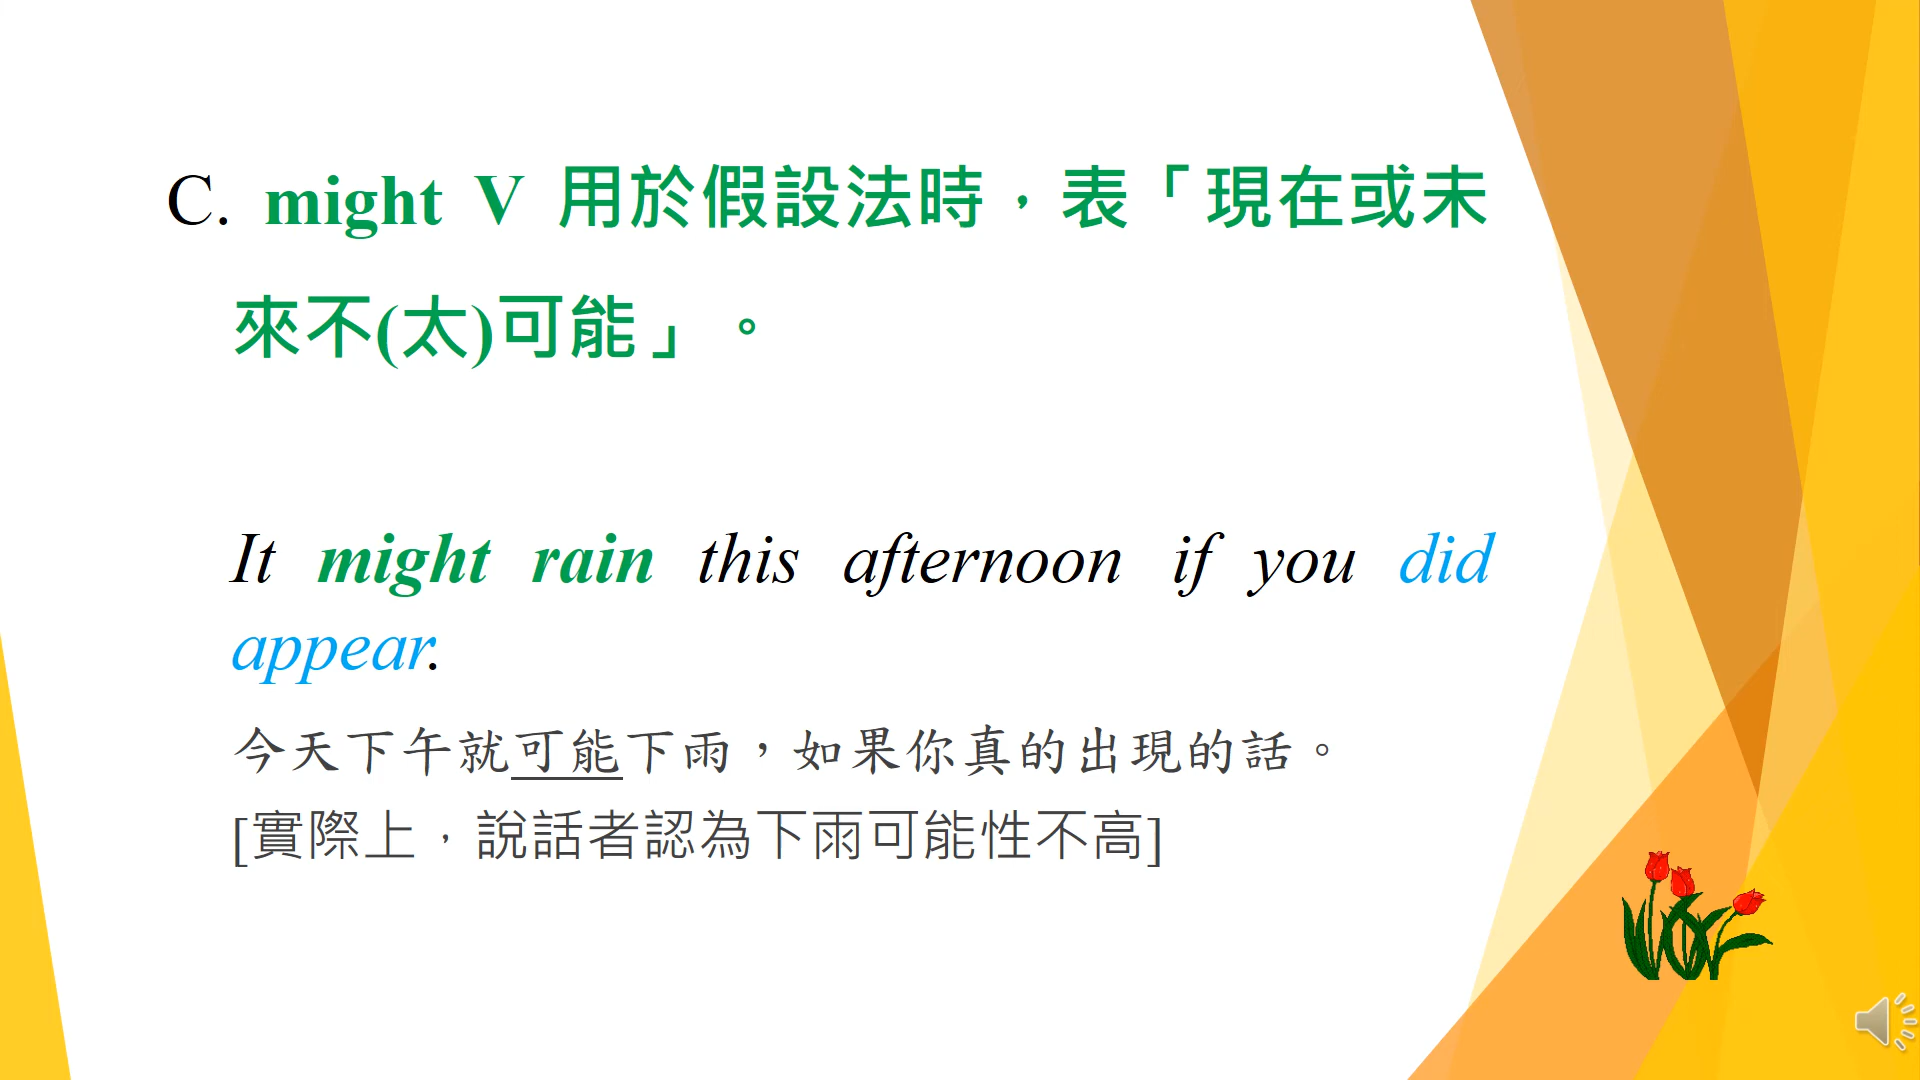 C. might V 用於假設法時，表「現在或未
來不(太)可能」。
It might rain this afternoon if you did
appear.
今天下午就可能下雨，如果你真的出現的話。
[實際上，說話者認為下雨可能性不高]